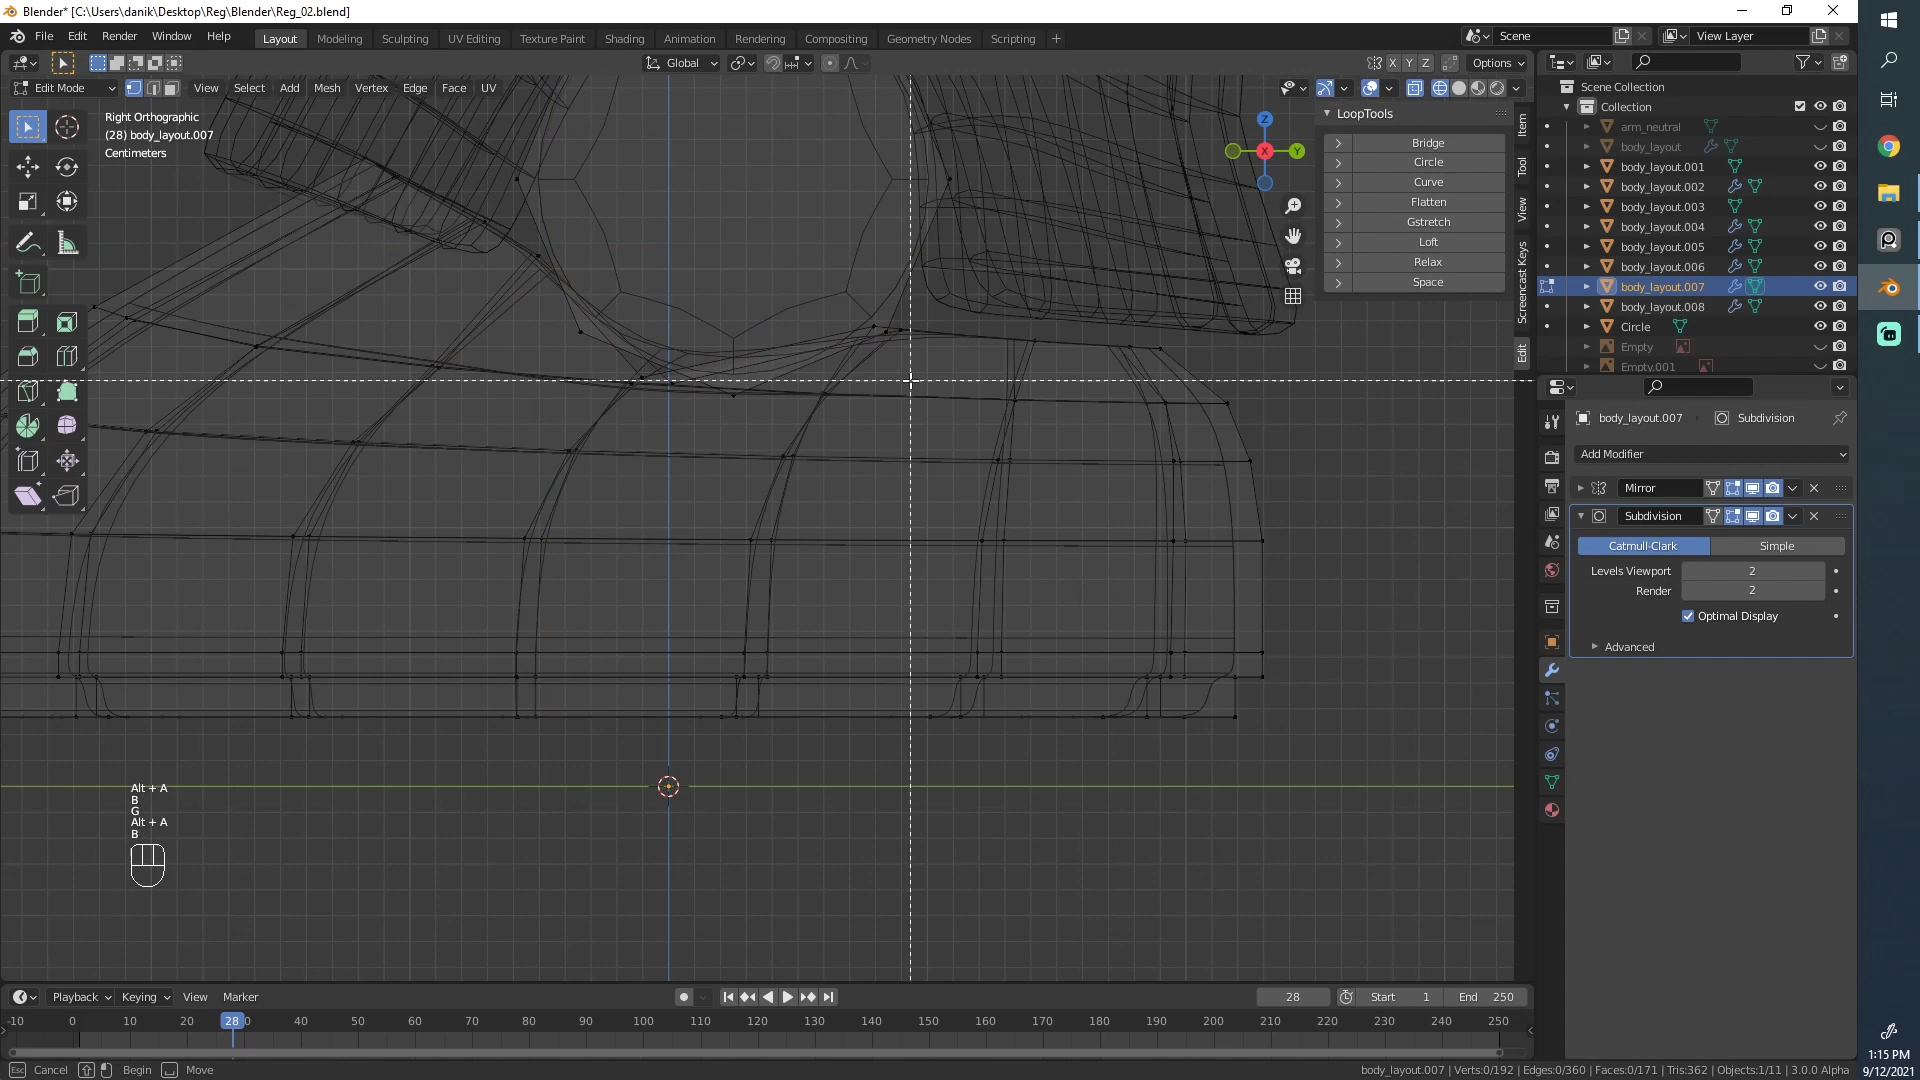 Blender* [C:\Users\danik\Desktop\Reg\Blender\Reg_02.blend]
File Edit Render Window Help Layout Modeling Sculpting UV Editing Texture Paint Shading Animation Rendering Compositing Geometry Nodes Scripting + Scene View Layer
Global X Y Z Options
Edit Mode View Select Add Mesh Vertex Edge Face UV
Right Orthographic
(28) body_layout.007
Centimeters
Z
X
Y
LoopTools
Bridge
Circle
Curve
Flatten
Gstretch
Loft
Relax
Space
Item
Tool
View
Screencast Keys
Edit
Scene Collection
Collection
arm_neutral
body_layout
body_layout.001
body_layout.002
body_layout.003
body_layout.004
body_layout.005
body_layout.006
body_layout.007
body_layout.008
Circle
Empty
Empty.001
body_layout.007 Subdivision
Add Modifier
Mirror
Subdivision
Catmull-Clark Simple
Levels Viewport 2
Render 2
Optimal Display
Advanced
Alt + A
B
G
Alt + A
B
Playback Keying View Marker 28 Start 1 End 250
-10 0 10 20 28 40 50 60 70 80 90 100 110 120 130 140 150 160 170 180 190 200 210 220 230 240 250
Esc Cancel Begin Move
body_layout.007 | Verts:0/192 | Edges:0/360 | Faces:0/171 | Tris:362 | Objects:1/11 | 3.0.0 Alpha
1:15 PM
9/12/2021